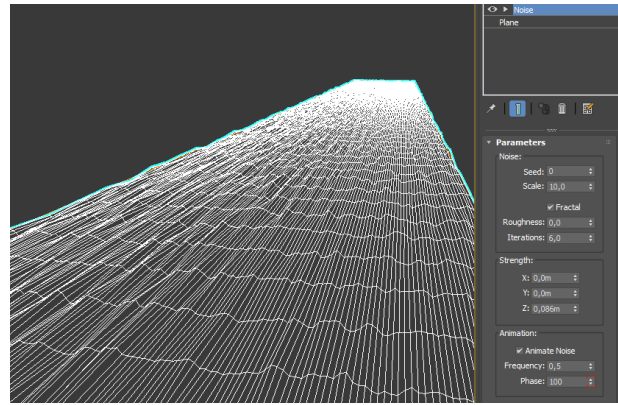 Noise
Plane
Parameters
Noise:
Seed: 0
Scale: 10,0
Fractal
Roughness: 0,0
Iterations: 6,0
Strength:
X: 0,0m
Y: 0,0m
Z: 0,086m
Animation:
Animate Noise
Frequency: 0,5
Phase: 100